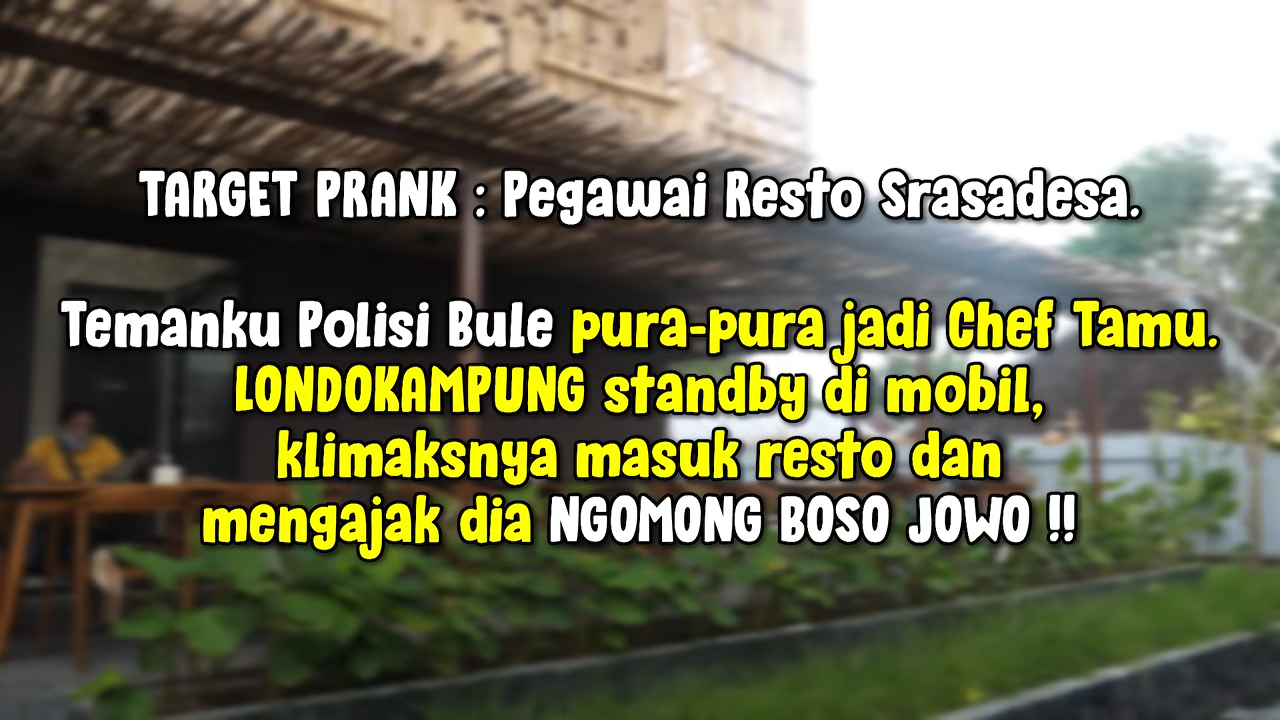 TARGET PRANK : Pegawai Resto Srasadesa.
Temanku Polisi Bule pura-pura jadi Chef Tamu.
LONDOKAMPUNG standby di mobil,
klimaksnya masuk resto dan
mengajak dia NGOMONG BOSO JOWO !!